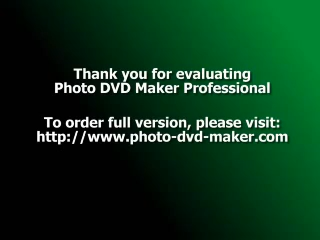 Thank you for evaluating
Photo DVD Maker Professional
To order full version, please visit:
http://www.photo-dvd-maker.com